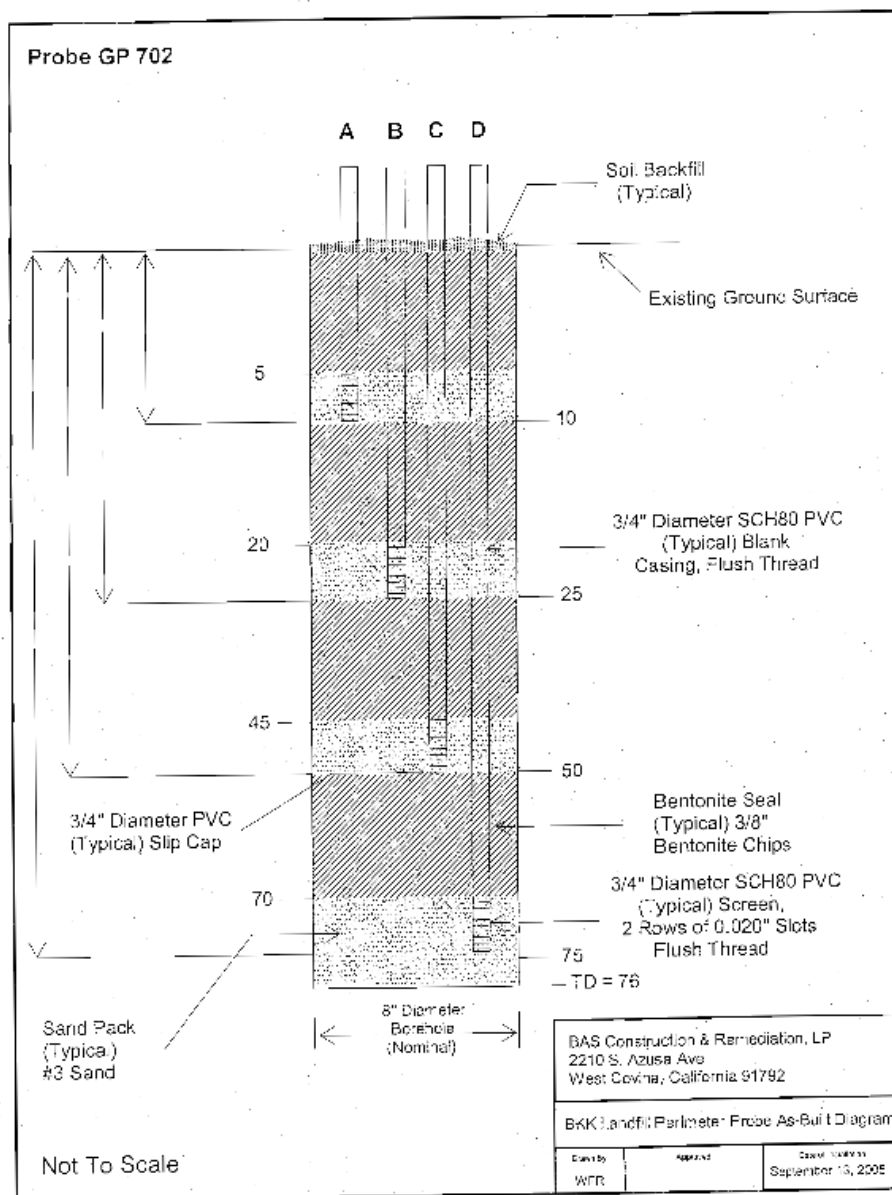 Probe GP 702
A B C D
Soil Backfill
(Typical)
Existing Ground Surface
5
10
20
3/4" Diameter SCH80 PVC
(Typical) Blank
Casing, Flush Thread
25
45
50
3/4" Diameter PVC
(Typical) Slip Cap
Bentonite Seal
(Typical) 3/8"
Bentonite Chips
70
3/4" Diameter SCH80 PVC
(Typical) Screen,
2 Rows of 0.020" Slots
Flush Thread
75
TD = 76
8" Diameter
Borehole
(Nominal)
Sand Pack
(Typical)
#3 Sand
BAS Construction & Remediation, LP
2210 S. Azusa Ave
West Covina, California 91792
BKK Landfill Perimeter Probe As-Built Diagram
Not To Scale
Drawn by
WFR
Approved
Date of Installation
September 13, 2005